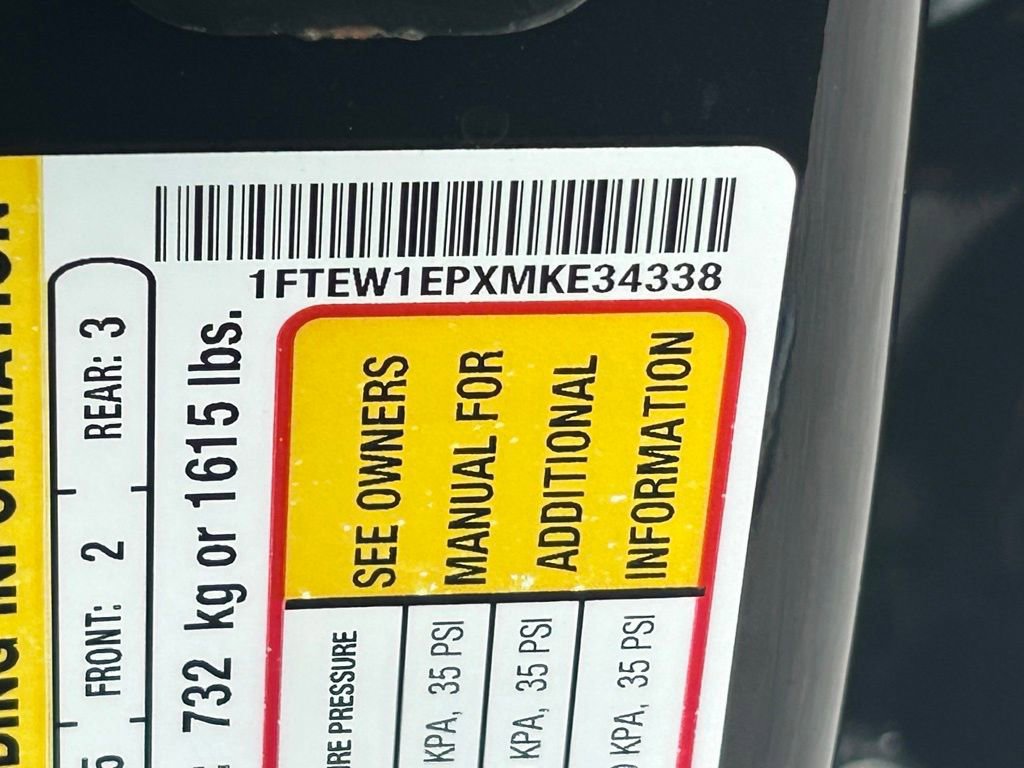 1FTEW1EPXMKE34338
FRONT: 2 REAR: 3
732 kg or 1615 lbs.
SEE OWNERS
MANUAL FOR
ADDITIONAL
INFORMATION
PRESSURE
KPA, 35 PSI
KPA, 35 PSI
KPA, 35 PSI